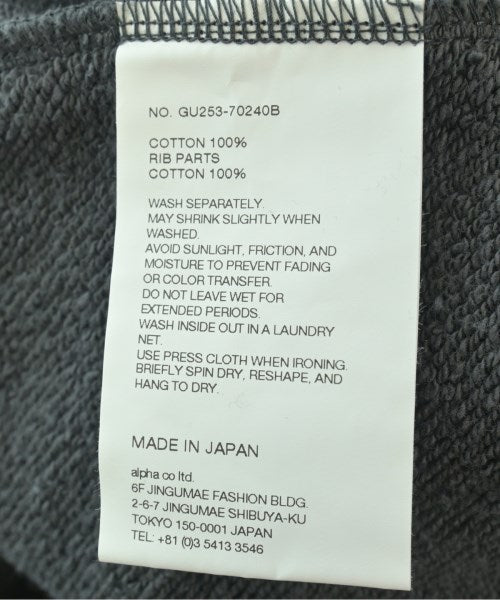 NO. GU253-70240B
COTTON 100%
RIB PARTS
COTTON 100%
WASH SEPARATELY.
MAY SHRINK SLIGHTLY WHEN
WASHED.
AVOID SUNLIGHT, FRICTION, AND
MOISTURE TO PREVENT FADING
OR COLOR TRANSFER.
DO NOT LEAVE WET FOR
EXTENDED PERIODS.
WASH INSIDE OUT IN A LAUNDRY
NET.
USE PRESS CLOTH WHEN IRONING.
BRIEFLY SPIN DRY, RESHAPE, AND
HANG TO DRY.
MADE IN JAPAN
alpha co ltd.
6F JINGUMAE FASHION BLDG.
2-6-7 JINGUMAE SHIBUYA-KU
TOKYO 150-0001 JAPAN
TEL: +81 (0)3 5413 3546